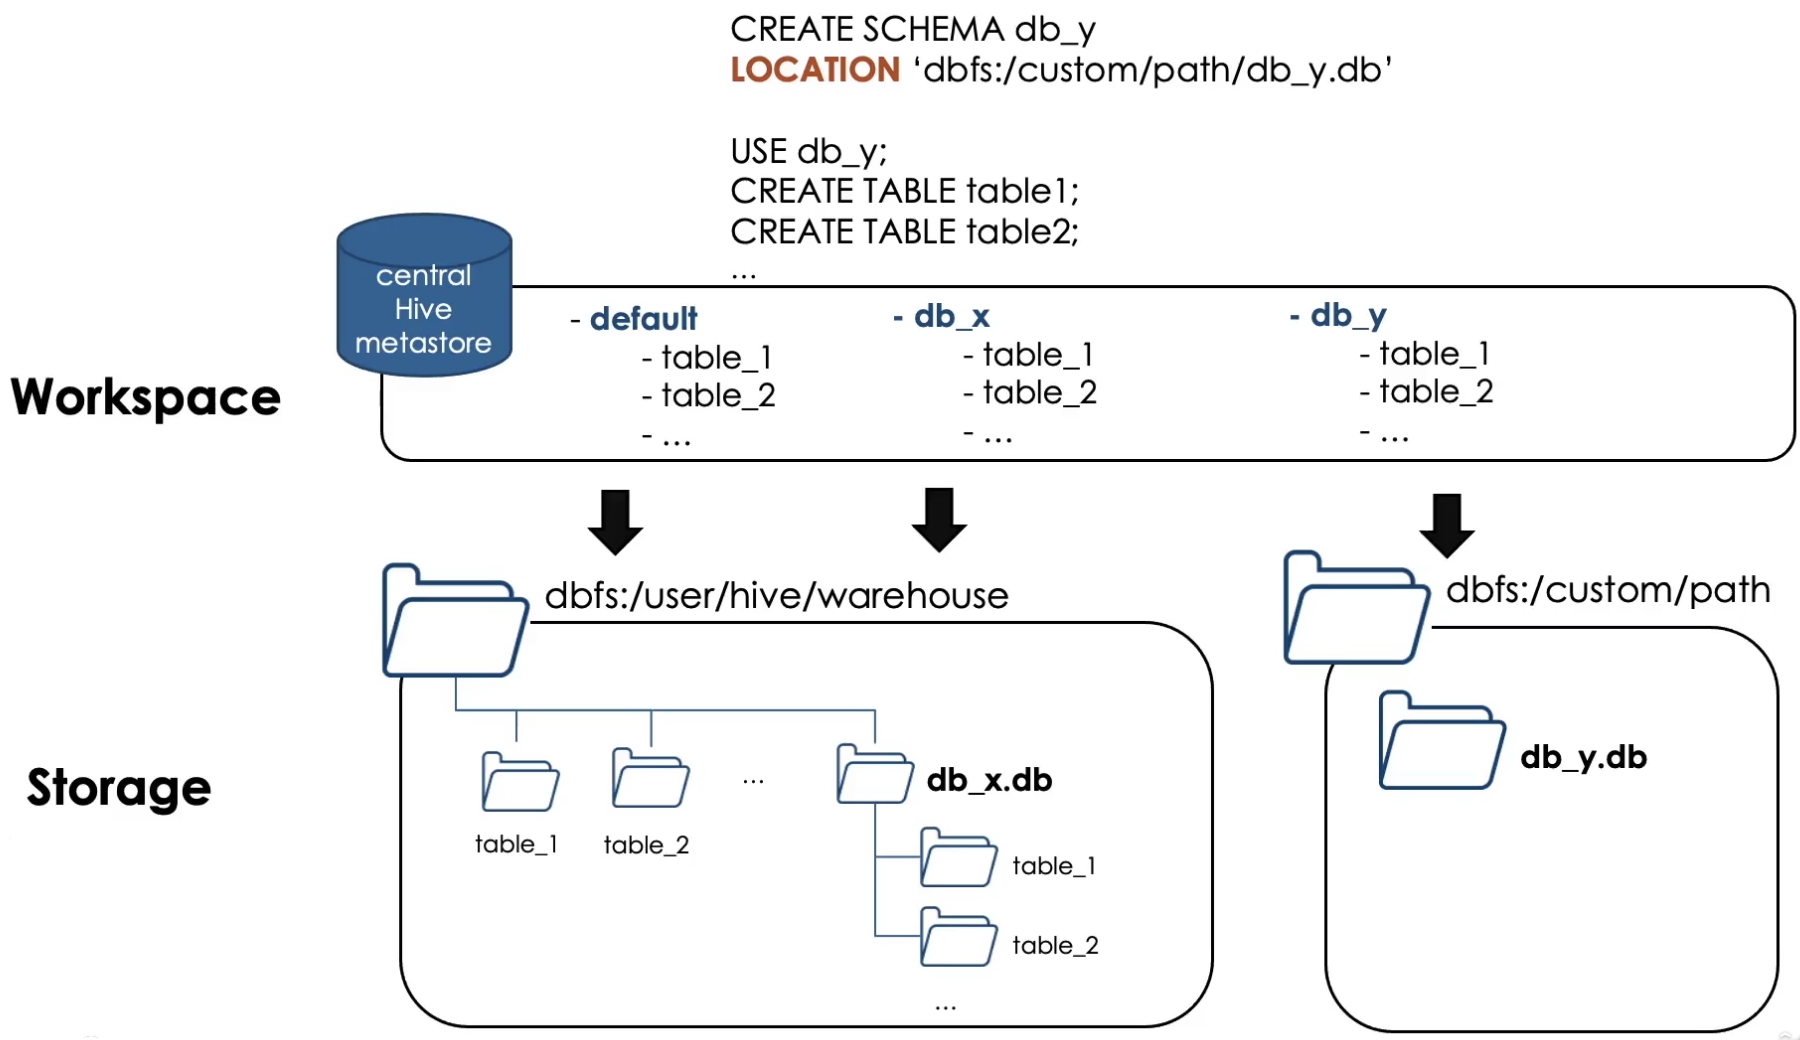 CREATE SCHEMA db_y
LOCATION ‘dbfs:/custom/path/db_y.db’
USE db_y;
CREATE TABLE table1;
CREATE TABLE table2;
...
central
Hive
metastore
Workspace
- default
- table_1
- table_2
- ...
- db_x
- table_1
- table_2
- ...
- db_y
- table_1
- table_2
- ...
Storage
dbfs:/user/hive/warehouse
table_1
table_2
...
db_x.db
table_1
table_2
...
dbfs:/custom/path
db_y.db